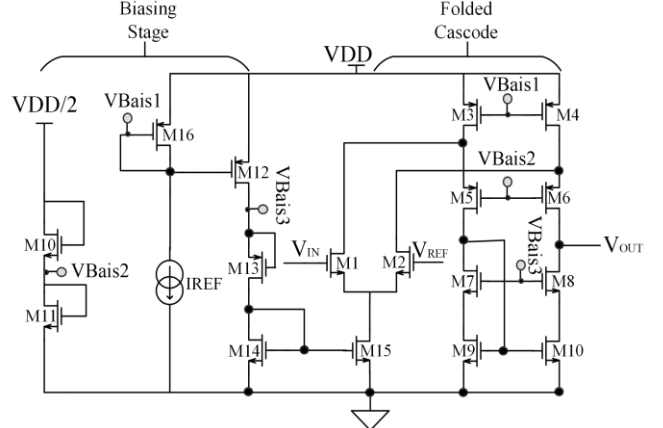 Biasing
Stage
Folded
Cascode
VDD
VDD/2
VBais1
M16
M12
VBais3
M10
VBais2
M11
IREF
M13
M14
M15
VIN
M1
M2
VREF
VBais1
M3
M4
VBais2
M5
M6
VBais3
M7
M8
VOUT
M9
M10